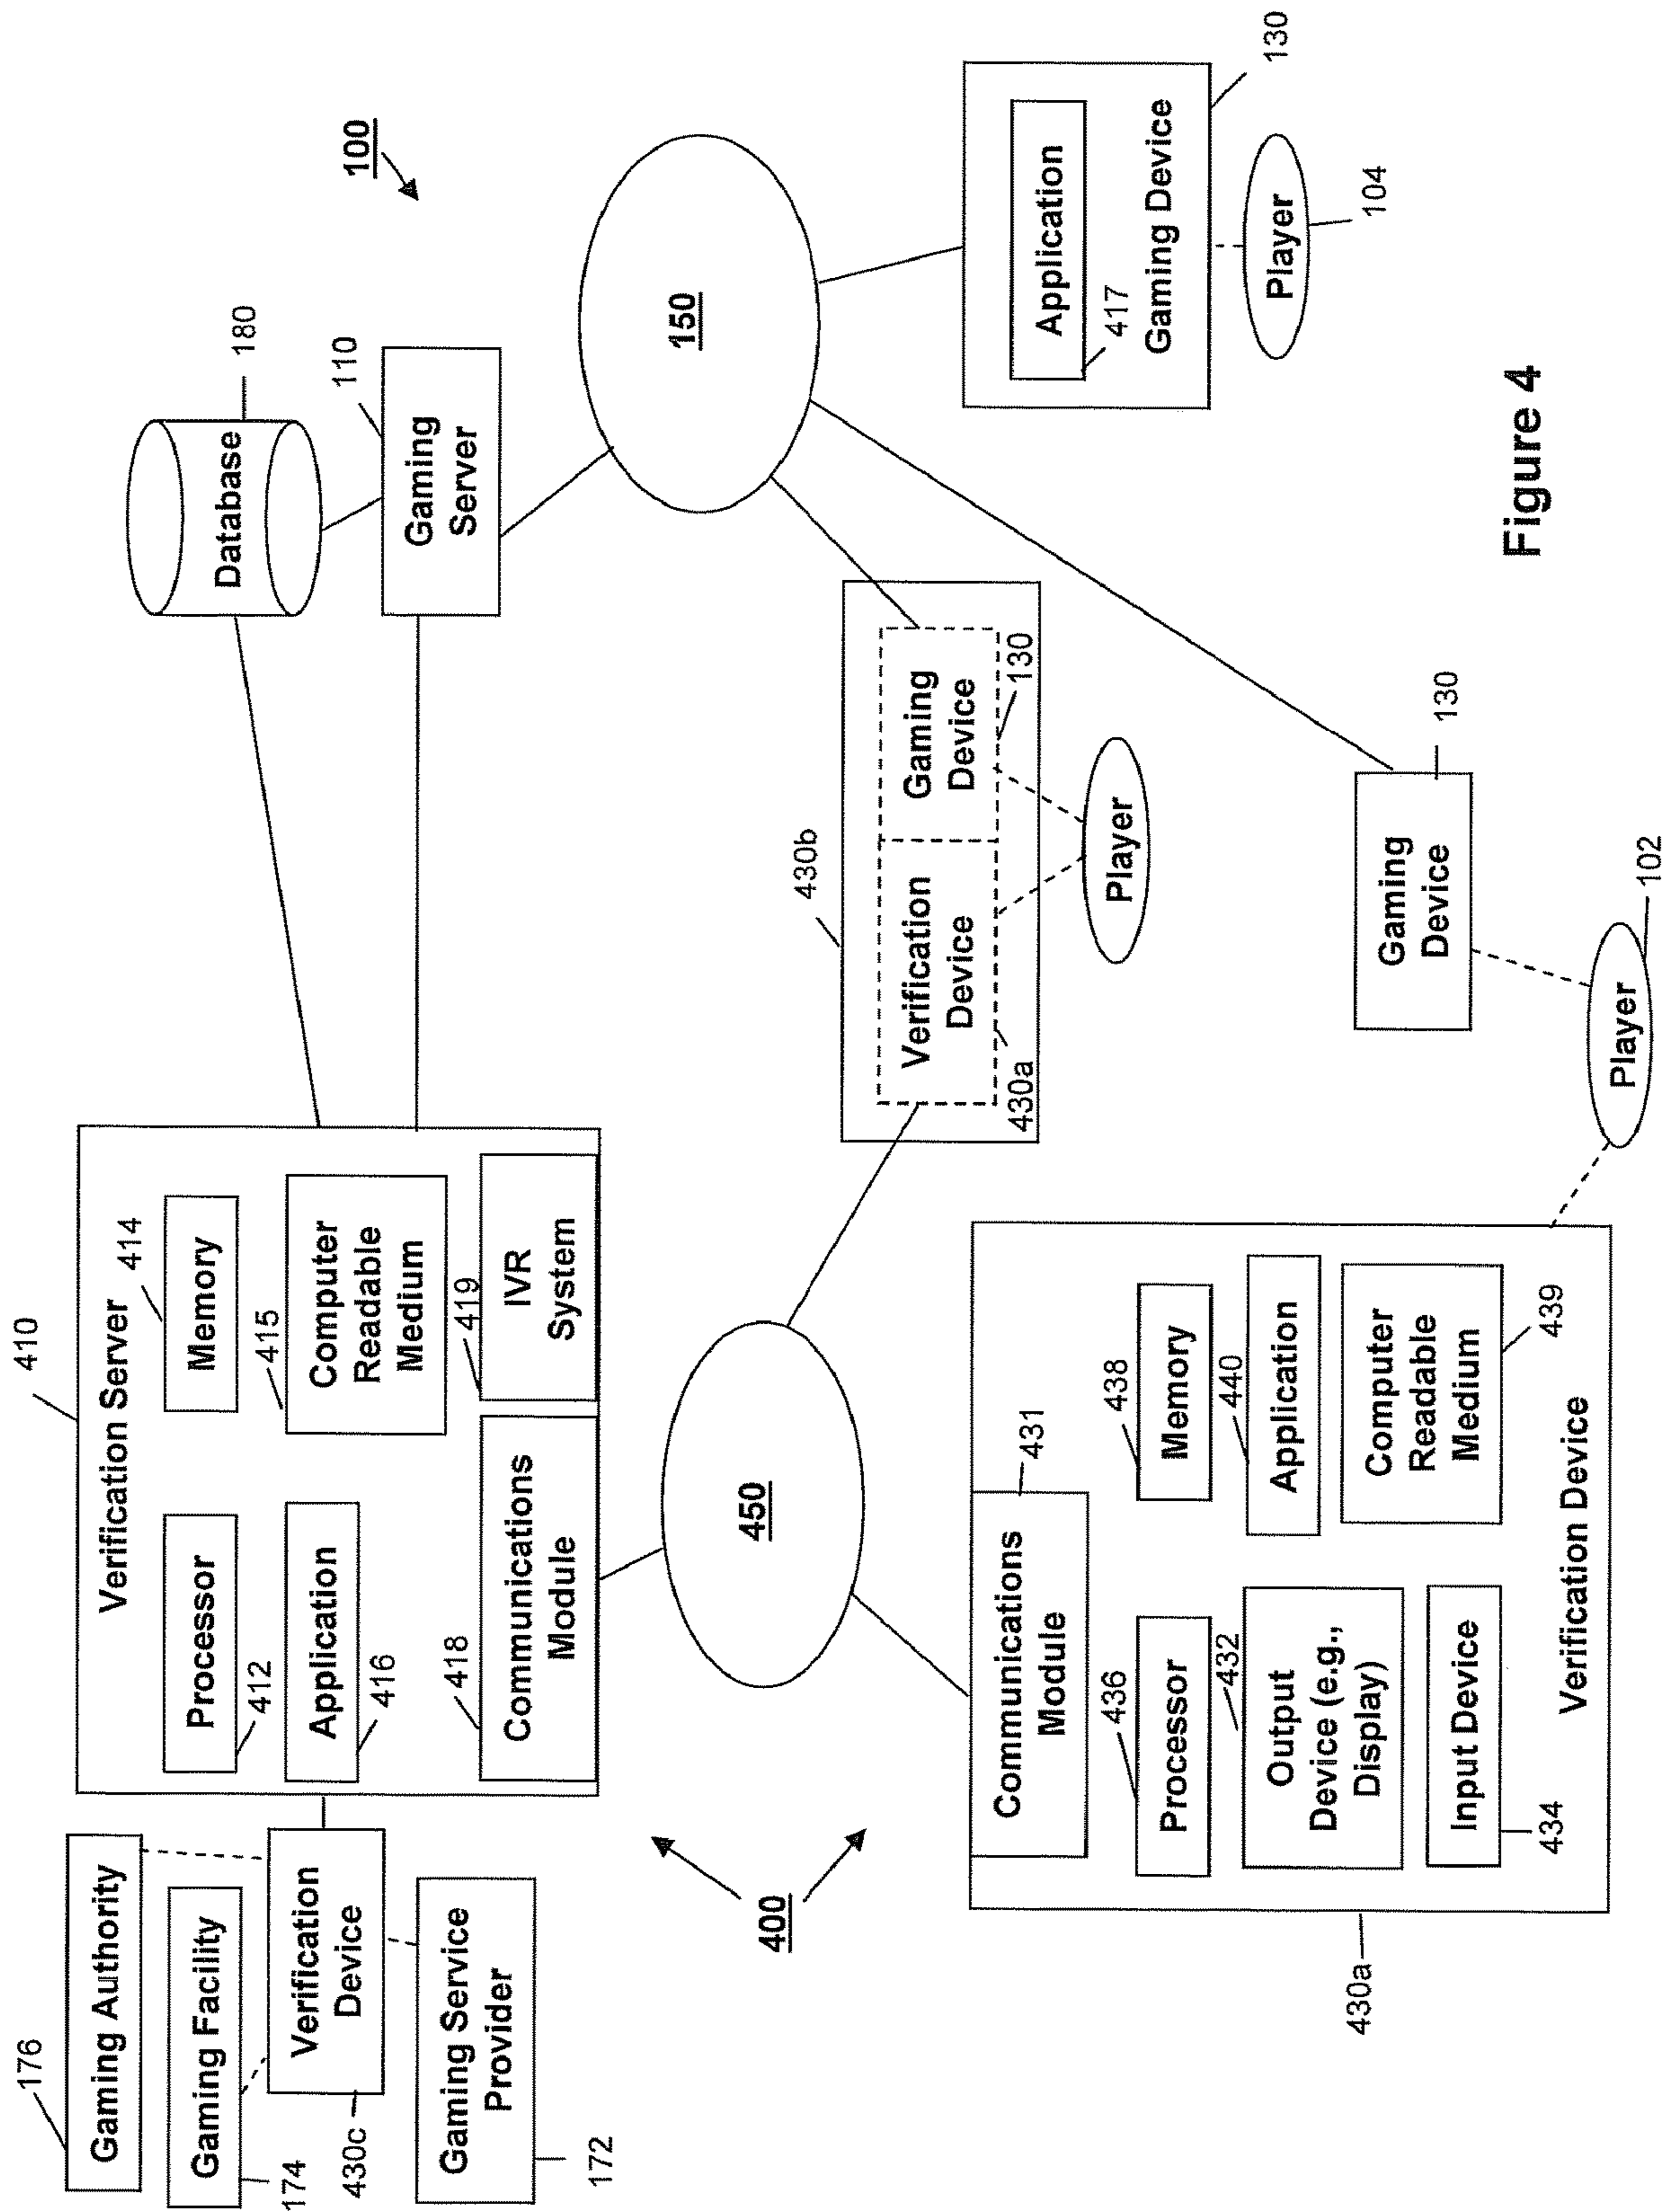 176
Gaming Authority
Gaming Facility
174
Verification
Device
430c
Gaming Service
Provider
172
410
Verification Server
Processor
412
Memory
414
Application
416
415
Computer
Readable
Medium
418
Communications
Module
419
IVR
System
Database
180
110
Gaming
Server
100
400
450
150
430b
Verification
Device
Gaming
Device
430a
130
Player
Application
417
Gaming Device
130
Player
104
Communications
Module
431
436
Processor
438
Memory
432
Output
Device (e.g.,
Display)
440
Application
Input Device
434
Computer
Readable
Medium
439
Verification Device
430a
Gaming
Device
130
Player
102
Figure 4